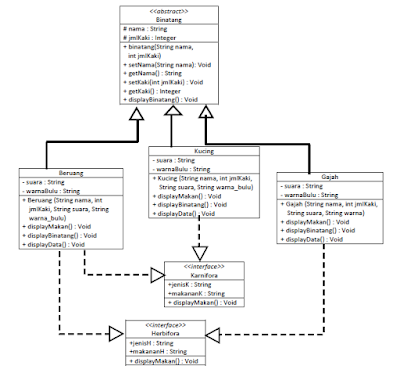 <<abstract>>
Binatang
# nama : String
# jmlKaki : Integer
+ binatang(String nama,
int jmlKaki)
+ setNama(String nama): Void
+ getNama() : String
+ setKaki(int jmlKaki) : Void
+ getKaki() : Integer
+ displayBinatang() : Void
Beruang
- suara : String
- warnaBulu : String
+ Beruang (String nama, int
jmlKaki, String suara, String
warna_bulu)
+ displayMakan() : Void
+ displayBinatang() : Void
+ displayData() : Void
Kucing
- suara : String
- warnaBulu : String
+ Kucing (String nama, int jmlKaki,
String suara, String warna_bulu)
+ displayMakan() : Void
+ displayBinatang() : Void
+ displayData() : Void
Gajah
- suara : String
- warnaBulu : String
+ Gajah (String nama, int jmlKaki,
String suara, String warna)
+ displayMakan() : Void
+ displayBinatang() : Void
+ displayData() : Void
<<interface>>
Karnifora
+jenisK : String
+makananK : String
+ displayMakan() : Void
<<interface>>
Herbifora
+jenisH : String
+makananH : String
+ displayMakan() : Void